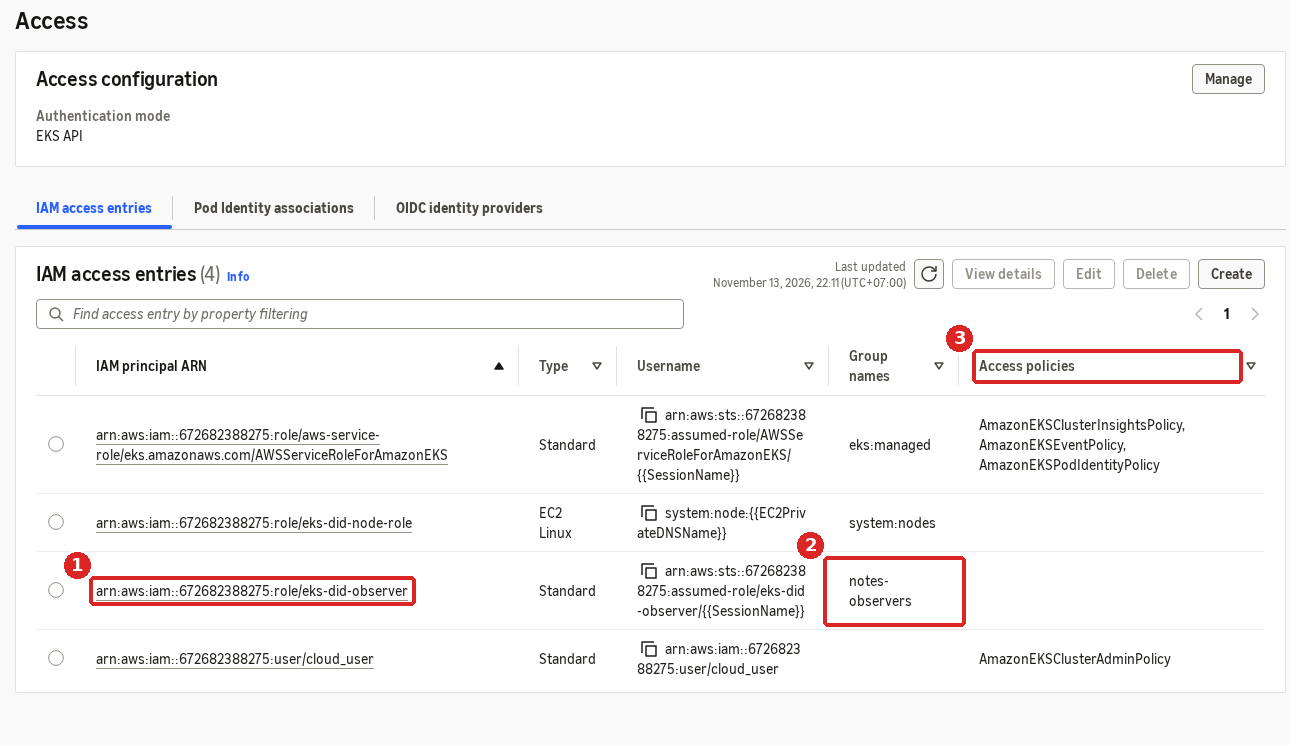 Access
Access configuration
Manage
Authentication mode
EKS API
IAM access entries
Pod Identity associations
OIDC identity providers
IAM access entries (4) Info
Last updated
November 13, 2026, 22:11 (UTC+07:00)
View details
Edit
Delete
Create
Find access entry by property filtering
1
3
IAM principal ARN
Type
Username
Group
names
Access policies
arn:aws:iam::672682388275:role/aws-service-
role/eks.amazonaws.com/AWSServiceRoleForAmazonEKS
Standard
arn:aws:sts::67268238
8275:assumed-role/AWSSe
rviceRoleForAmazonEKS/
{{SessionName}}
eks:managed
AmazonEKSClusterInsightsPolicy,
AmazonEKSEventPolicy,
AmazonEKSPodIdentityPolicy
arn:aws:iam::672682388275:role/eks-did-node-role
EC2
Linux
system:node:{{EC2Priv
ateDNSName}}
system:nodes
1
arn:aws:iam::672682388275:role/eks-did-observer
Standard
arn:aws:sts::67268238
8275:assumed-role/eks-did
-observer/{{SessionName}}
2
notes-
observers
arn:aws:iam::672682388275:user/cloud_user
Standard
arn:aws:iam::6726823
88275:user/cloud_user
AmazonEKSClusterAdminPolicy